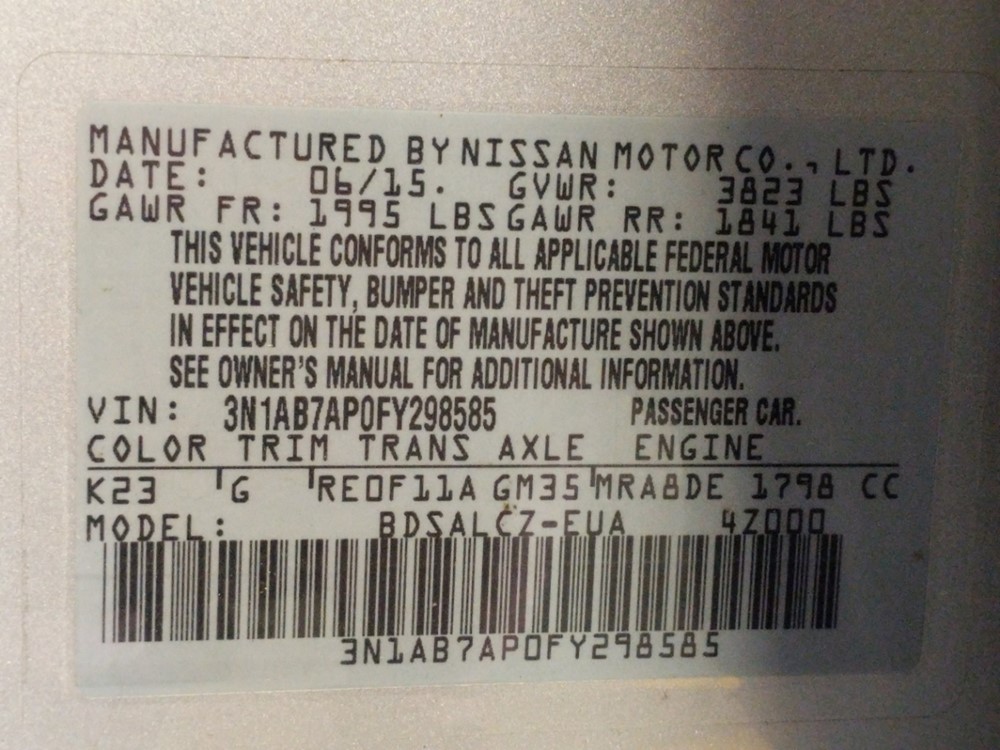 MANUFACTURED BY NISSAN MOTOR CO., LTD.
DATE: 06/15. GVWR: 3823 LBS
GAWR FR: 1995 LBS GAWR RR: 1841 LBS
THIS VEHICLE CONFORMS TO ALL APPLICABLE FEDERAL MOTOR
VEHICLE SAFETY, BUMPER AND THEFT PREVENTION STANDARDS
IN EFFECT ON THE DATE OF MANUFACTURE SHOWN ABOVE.
SEE OWNER'S MANUAL FOR ADDITIONAL INFORMATION.
VIN: 3N1AB7AP0FY298585 PASSENGER CAR.
COLOR TRIM TRANS AXLE ENGINE
K23 G RE0F11A GM35 MRA8DE 1798 CC
MODEL: BDSALCZ-EUA 4Z000
3N1AB7AP0FY298585